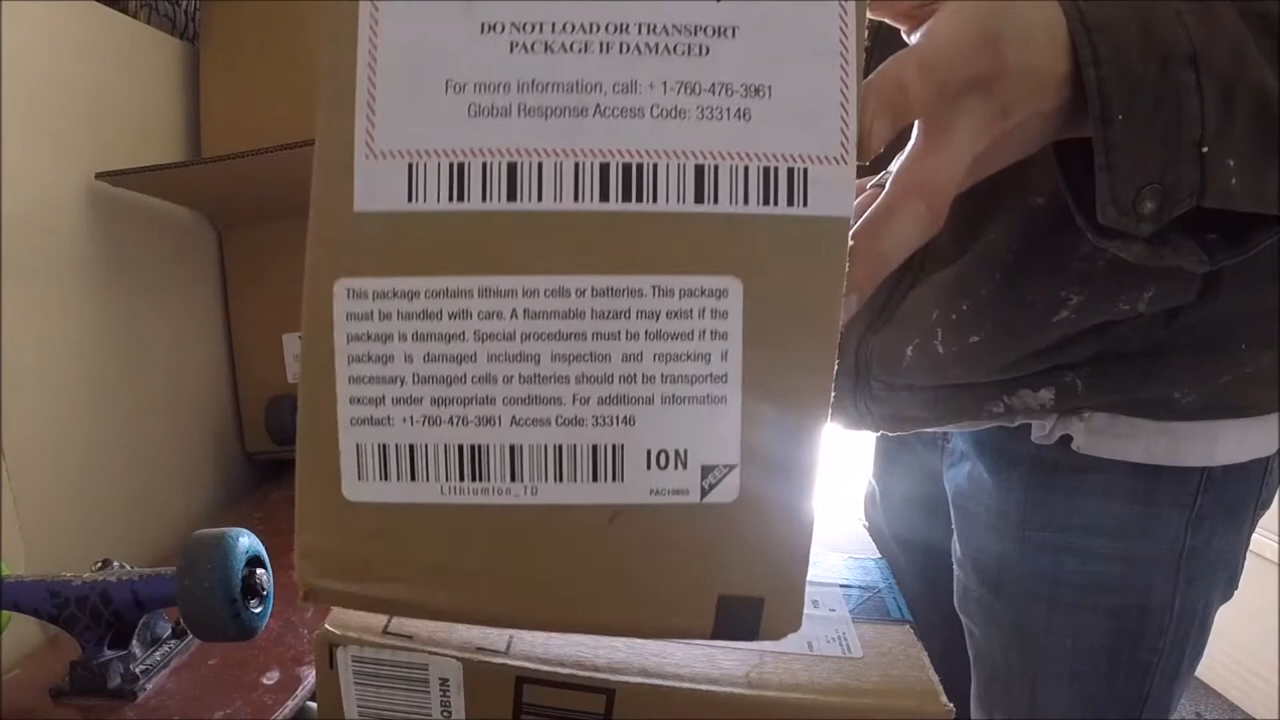 DO NOT LOAD OR TRANSPORT
PACKAGE IF DAMAGED
For more information, call: + 1-760-476-3961
Global Response Access Code: 333146
This package contains lithium ion cells or batteries. This package
must be handled with care. A flammable hazard may exist if the
package is damaged. Special procedures must be followed if the
package is damaged including inspection and repacking if
necessary. Damaged cells or batteries should not be transported
except under appropriate conditions. For additional information
contact: +1-760-476-3961 Access Code: 333146
ION
PEEL
LithiumIon_TD
QBHN